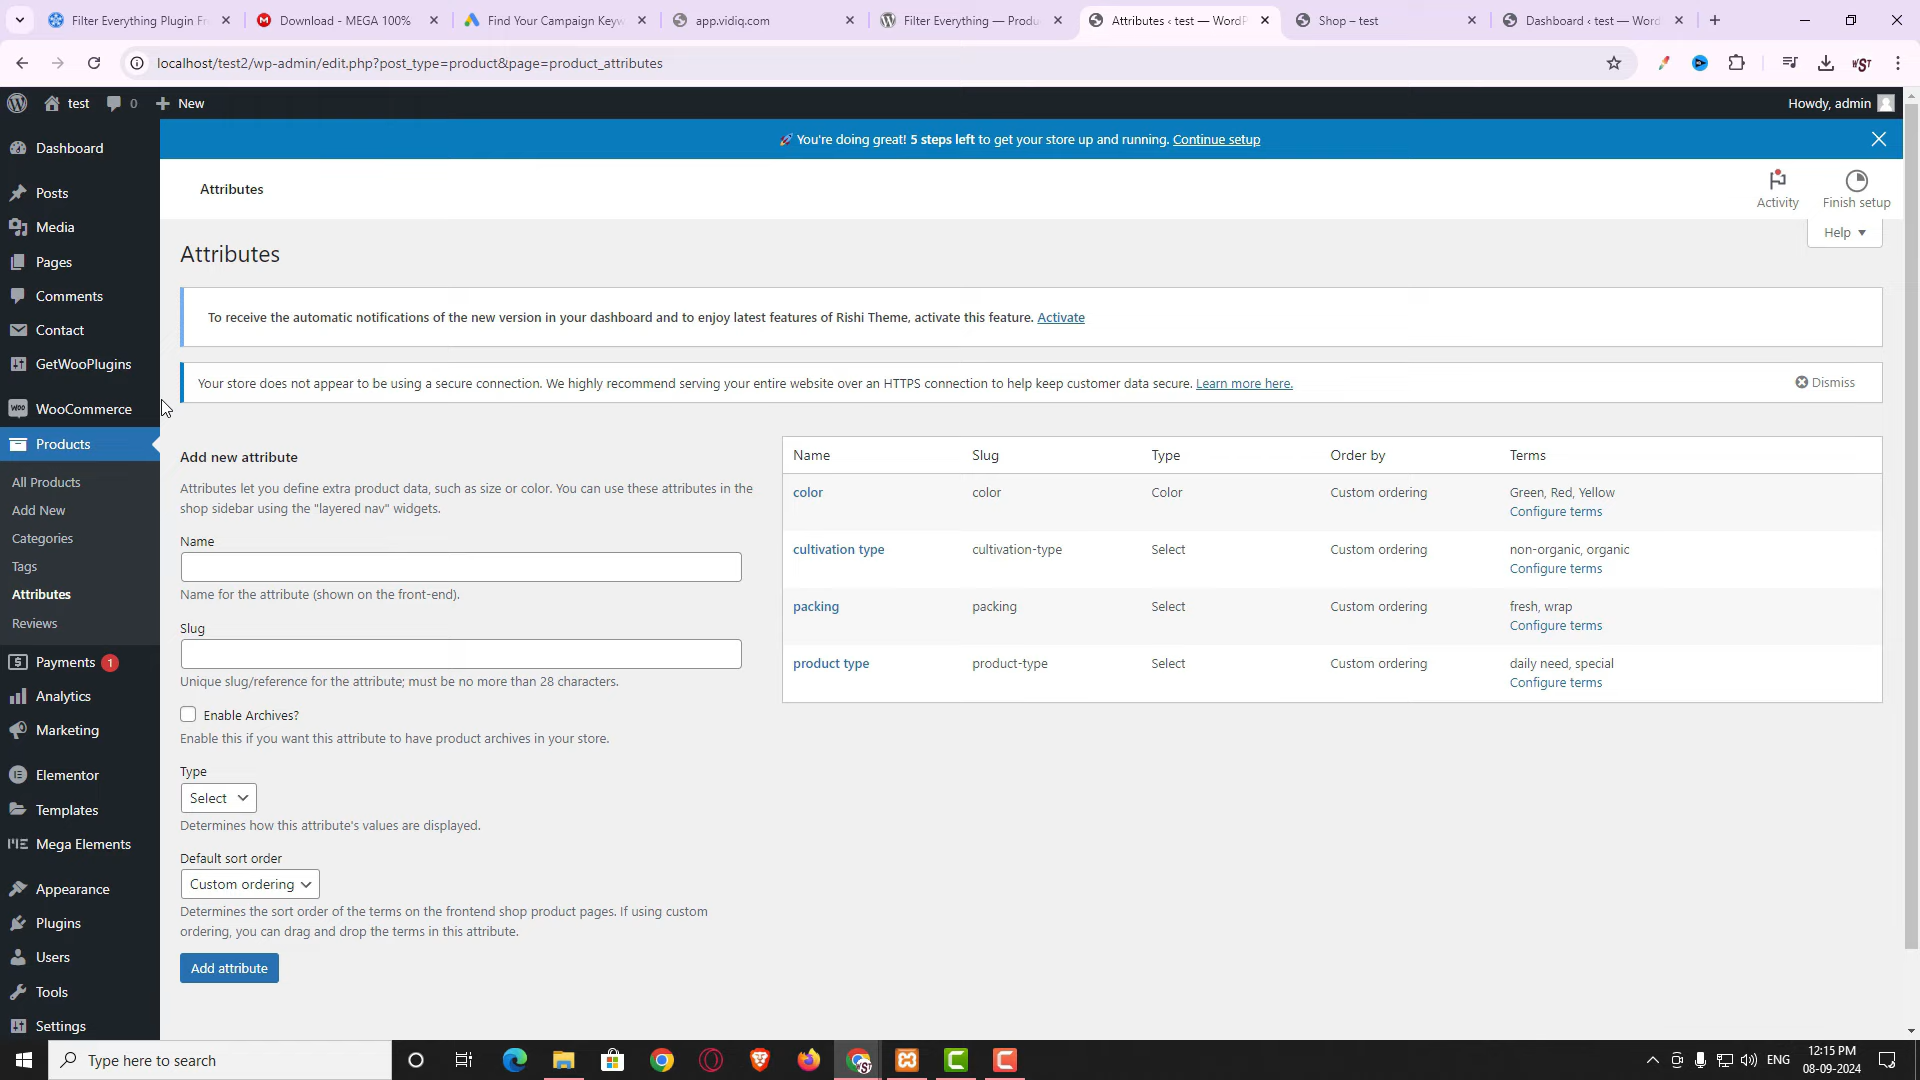 Filter Everything Plugin Fr
Download - MEGA 100%
Find Your Campaign Keyw
app.vidiq.com
Filter Everything — Produ
Attributes ‹ test — WordP
Shop – test
Dashboard ‹ test — Word
localhost/test2/wp-admin/edit.php?post_type=product&page=product_attributes
test
0
New
Howdy, admin
🚀 You're doing great! 5 steps left to get your store up and running. Continue setup
Attributes
Activity
Finish setup
Help
Dashboard
Posts
Media
Pages
Comments
Contact
GetWooPlugins
WooCommerce
Products
All Products
Add New
Categories
Tags
Attributes
Reviews
Payments 1
Analytics
Marketing
Elementor
Templates
Mega Elements
Appearance
Plugins
Users
Tools
Settings
Attributes
To receive the automatic notifications of the new version in your dashboard and to enjoy latest features of Rishi Theme, activate this feature. Activate
Your store does not appear to be using a secure connection. We highly recommend serving your entire website over an HTTPS connection to help keep customer data secure. Learn more here.
Dismiss
Add new attribute
Attributes let you define extra product data, such as size or color. You can use these attributes in the
shop sidebar using the "layered nav" widgets.
Name
Name for the attribute (shown on the front-end).
Slug
Unique slug/reference for the attribute; must be no more than 28 characters.
Enable Archives?
Enable this if you want this attribute to have product archives in your store.
Type
Select
Determines how this attribute's values are displayed.
Default sort order
Custom ordering
Determines the sort order of the terms on the frontend shop product pages. If using custom
ordering, you can drag and drop the terms in this attribute.
Add attribute
Name Slug Type Order by Terms
color color Color Custom ordering Green, Red, Yellow
Configure terms
cultivation type cultivation-type Select Custom ordering non-organic, organic
Configure terms
packing packing Select Custom ordering fresh, wrap
Configure terms
product type product-type Select Custom ordering daily need, special
Configure terms
Type here to search
ENG
12:15 PM
08-09-2024